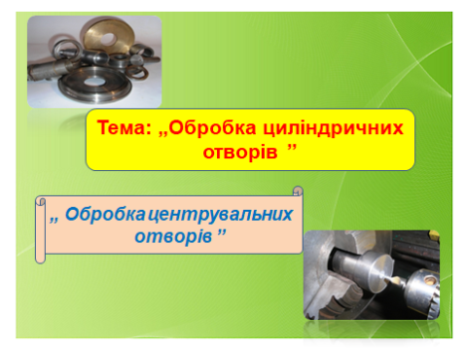 Тема: „Обробка циліндричних
отворів ”
„ Обробка центрувальних
отворів ”